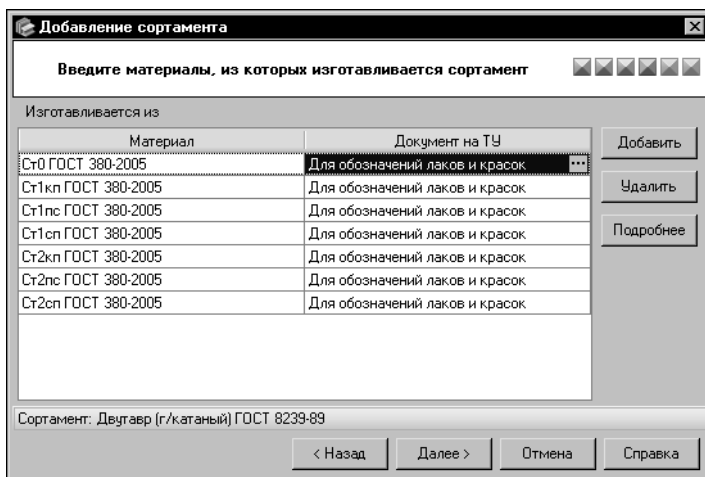 Добавление сортамента
Введите материалы, из которых изготавливается сортамент
Изготавливается из
Материал Документ на ТУ
Ст0 ГОСТ 380-2005 Для обозначений лаков и красок ...
Ст1кп ГОСТ 380-2005 Для обозначений лаков и красок
Ст1пс ГОСТ 380-2005 Для обозначений лаков и красок
Ст1сп ГОСТ 380-2005 Для обозначений лаков и красок
Ст2кп ГОСТ 380-2005 Для обозначений лаков и красок
Ст2пс ГОСТ 380-2005 Для обозначений лаков и красок
Ст2сп ГОСТ 380-2005 Для обозначений лаков и красок
Добавить
Удалить
Подробнее
Сортамент: Двутавр (г/катаный) ГОСТ 8239-89
< Назад Далее > Отмена Справка